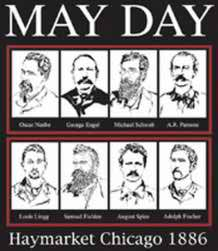 MAY DAY
Oscar Neebe George Engel Michael Schwab A.R. Parsons
Louis Lingg Samuel Fielden August Spies Adolph Fischer
Haymarket Chicago 1886